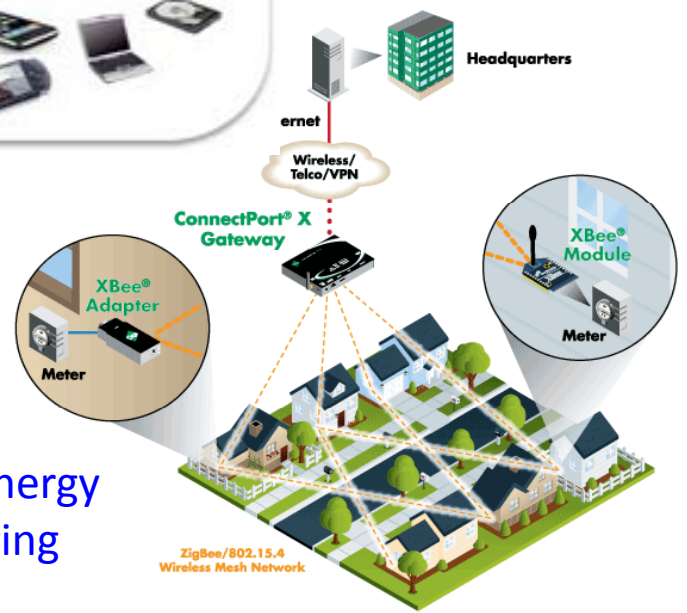 Headquarters
ernet
Wireless/
Telco/VPN
ConnectPort® X
Gateway
XBee®
Adapter
Meter
XBee®
Module
Meter
nergy
ing
ZigBee/802.15.4
Wireless Mesh Network